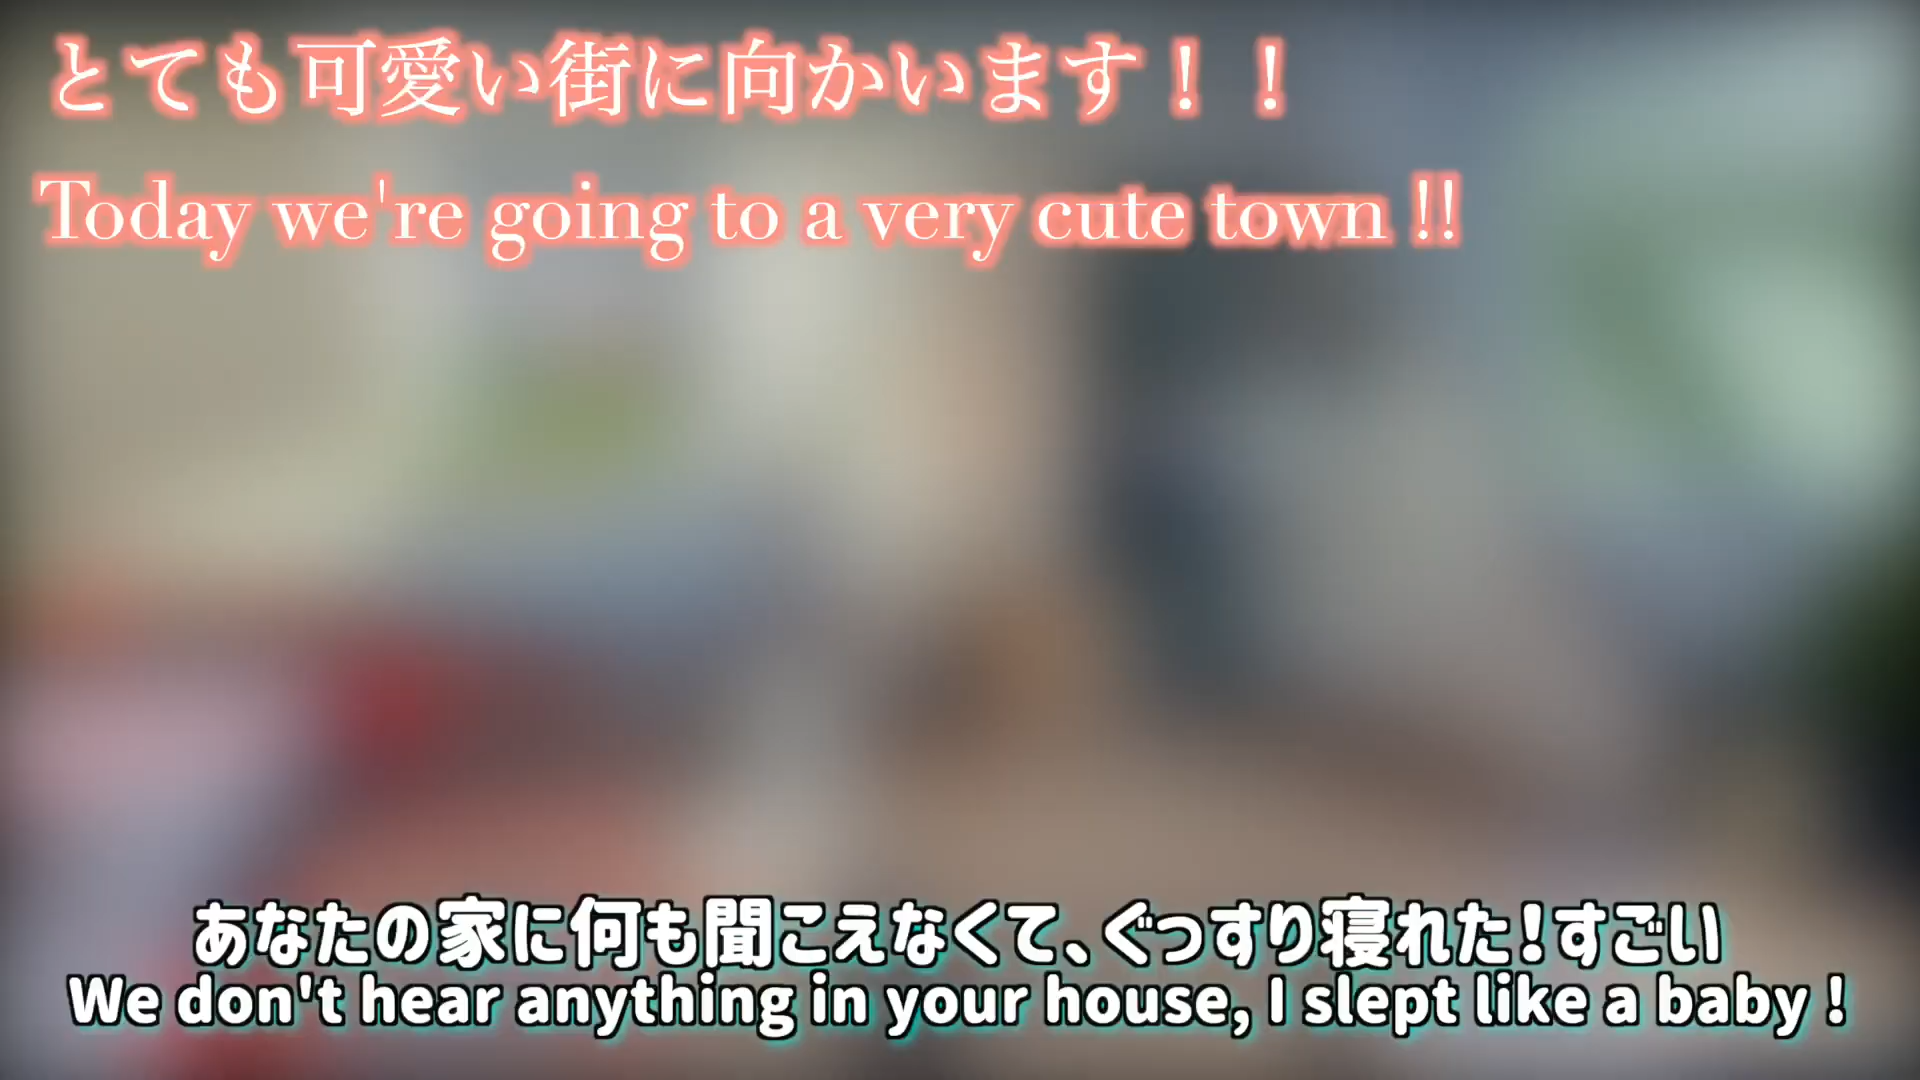 とても可愛い街に向かいます！！
Today we're going to a very cute town !!
あなたの家に何も聞こえなくて、ぐっすり寝れた！すごい
We don't hear anything in your house, I slept like a baby !